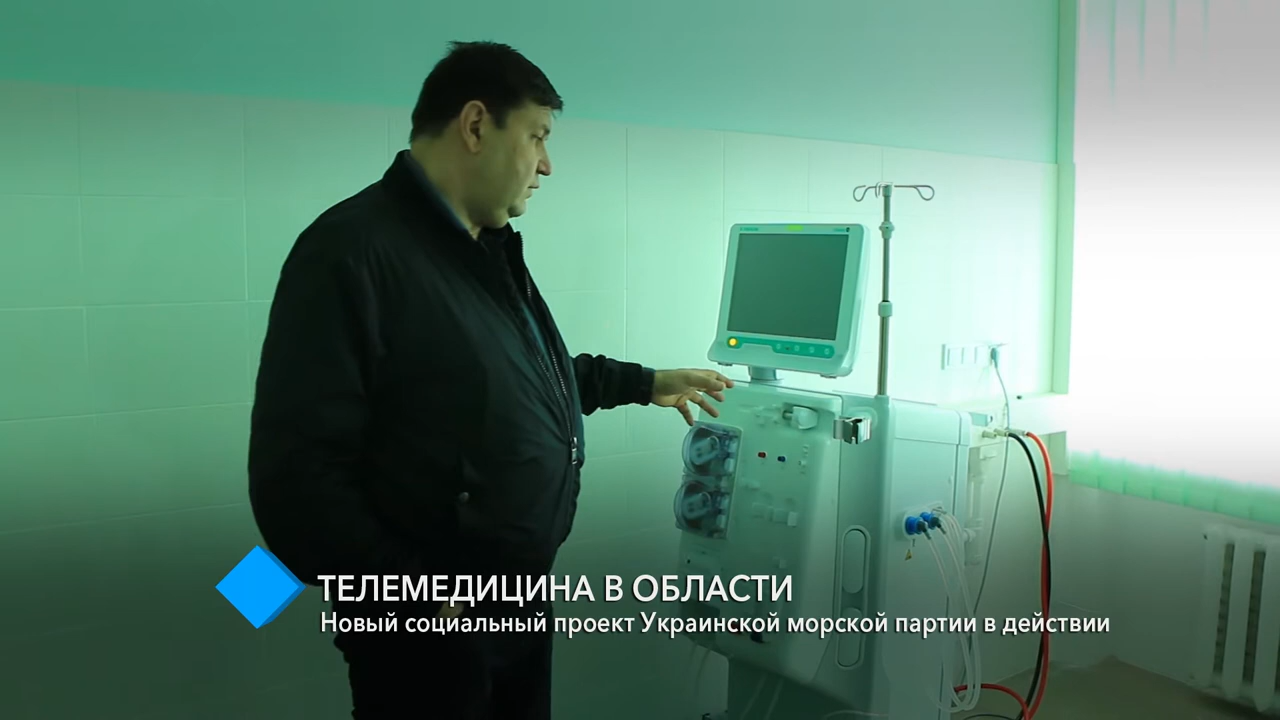 ТЕЛЕМЕДИЦИНА В ОБЛАСТИ
Новый социальный проект Украинской морской партии в действии